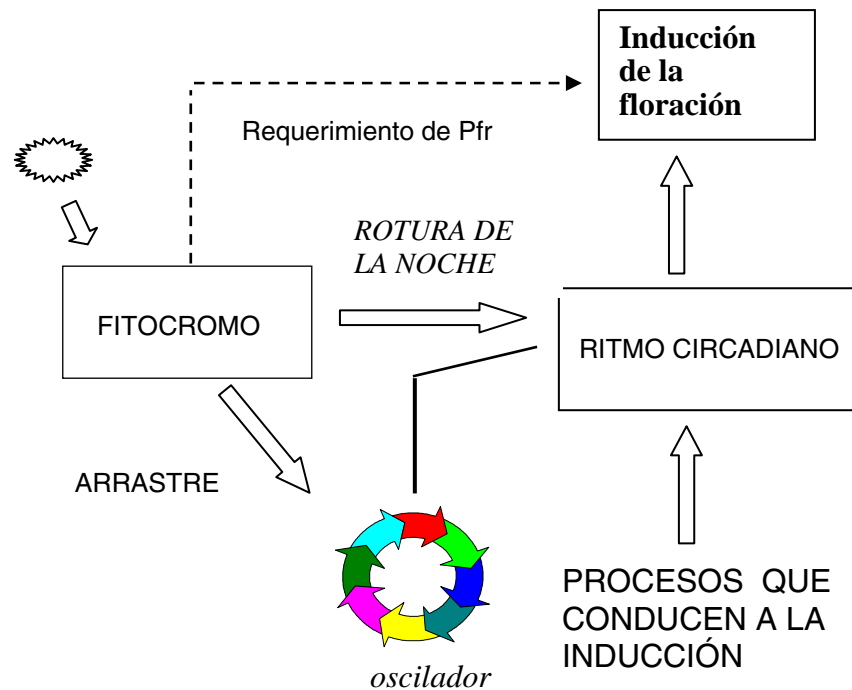 Inducción
de la
floración
Requerimiento de Pfr
ROTURA DE
LA NOCHE
FITOCROMO
RITMO CIRCADIANO
ARRASTRE
PROCESOS QUE
CONDUCEN A LA
INDUCCIÓN
oscilador